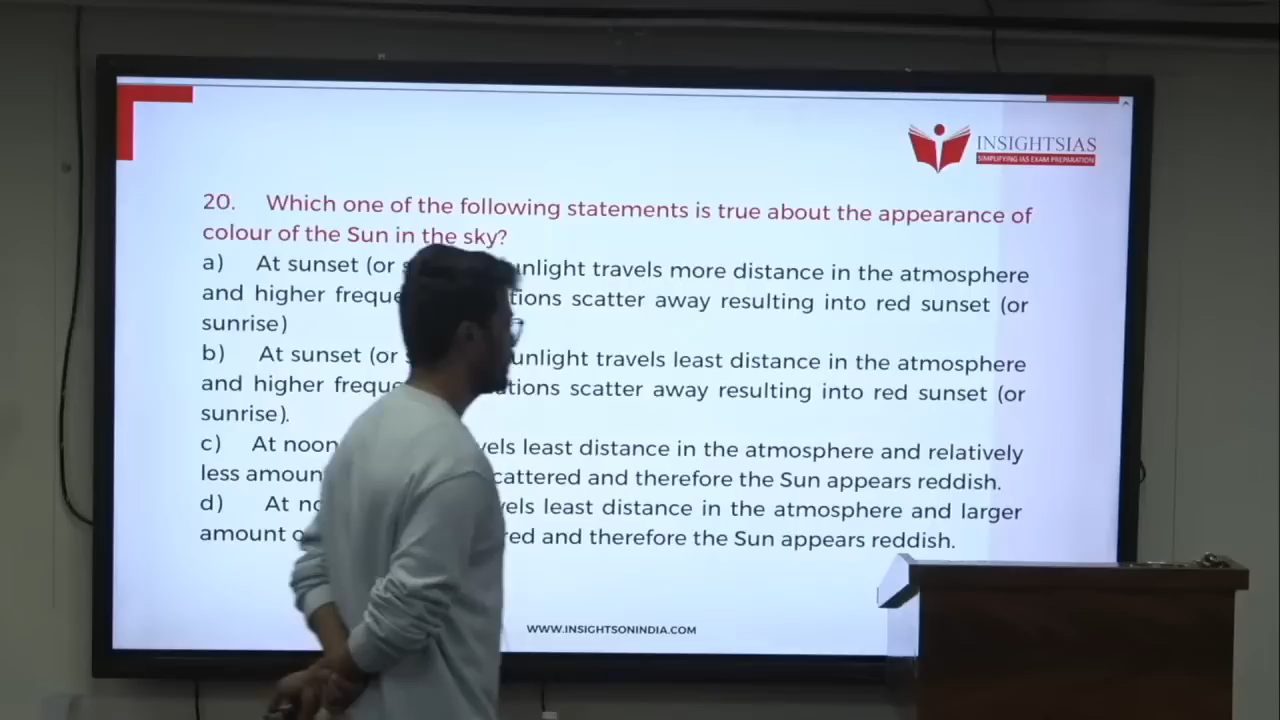 INSIGHTSIAS
SIMPLIFYING IAS EXAM PREPARATION
20. Which one of the following statements is true about the appearance of
colour of the Sun in the sky?
a) At sunset (or unlight travels more distance in the atmosphere
and higher freque tions scatter away resulting into red sunset (or
sunrise)
b) At sunset (or unlight travels least distance in the atmosphere
and higher freque tions scatter away resulting into red sunset (or
sunrise).
c) At noon vels least distance in the atmosphere and relatively
less amoun cattered and therefore the Sun appears reddish.
d) At no vels least distance in the atmosphere and larger
amount o red and therefore the Sun appears reddish.
WWW.INSIGHTSONINDIA.COM